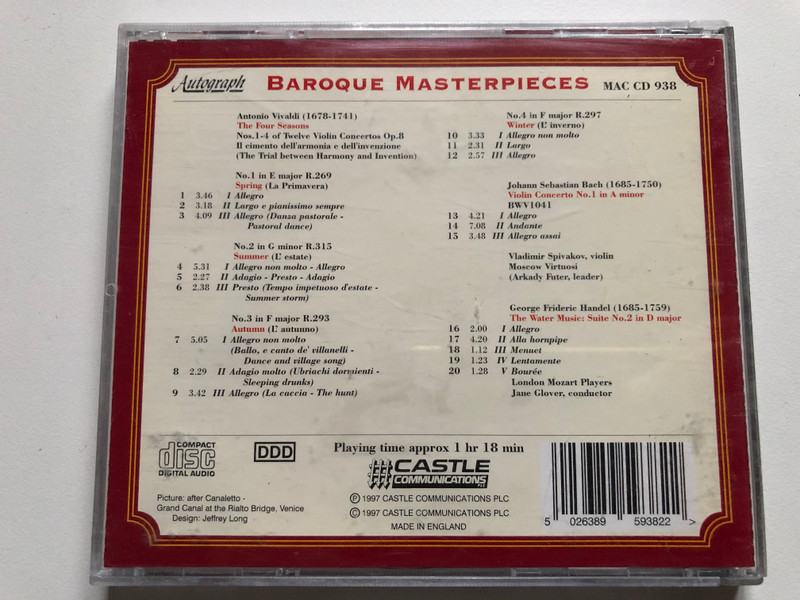 Autograph BAROQUE MASTERPIECES MAC CD 938
Antonio Vivaldi (1678-1741)
The Four Seasons
Nos.1-4 of Twelve Violin Concertos Op.8
Il cimento dell'armonia e dell'invenzione
(The Trial between Harmony and Invention)
No.1 in E major R.269
Spring (La Primavera)
1 3.46 I Allegro
2 3.18 II Largo e pianissimo sempre
3 4.09 III Allegro (Danza pastorale -
Pastoral dance)
No.2 in G minor R.315
Summer (L' estate)
4 5.31 I Allegro non molto - Allegro
5 2.27 II Adagio - Presto - Adagio
6 2.38 III Presto (Tempo impetuoso d'estate -
Summer storm)
No.3 in F major R.293
Autumn (L' autunno)
7 5.05 I Allegro non molto
(Ballo, e canto de' villanelli -
Dance and village song)
8 2.29 II Adagio molto (Ubriachi dormienti -
Sleeping drunks)
9 3.42 III Allegro (La caccia - The hunt)
No.4 in F major R.297
Winter (L' inverno)
10 3.33 I Allegro non molto
11 2.31 II Largo
12 2.57 III Allegro
Johann Sebastian Bach (1685-1750)
Violin Concerto No.1 in A minor
BWV1041
13 4.21 I Allegro
14 7.08 II Andante
15 3.48 III Allegro assai
Vladimir Spivakov, violin
Moscow Virtuosi
(Arkady Futer, leader)
George Frideric Handel (1685-1759)
The Water Music: Suite No.2 in D major
16 2.00 I Allegro
17 4.20 II Alla hornpipe
18 1.12 III Menuet
19 1.23 IV Lentamente
20 1.28 V Bourée
London Mozart Players
Jane Glover, conductor
COMPACT
disc
DIGITAL AUDIO
DDD
Playing time approx 1 hr 18 min
CASTLE
COMMUNICATIONS
PLC
Picture: after Canaletto -
Grand Canal at the Rialto Bridge, Venice
Design: Jeffrey Long
Ⓟ 1997 CASTLE COMMUNICATIONS PLC
© 1997 CASTLE COMMUNICATIONS PLC
MADE IN ENGLAND
5 026389 593822 >